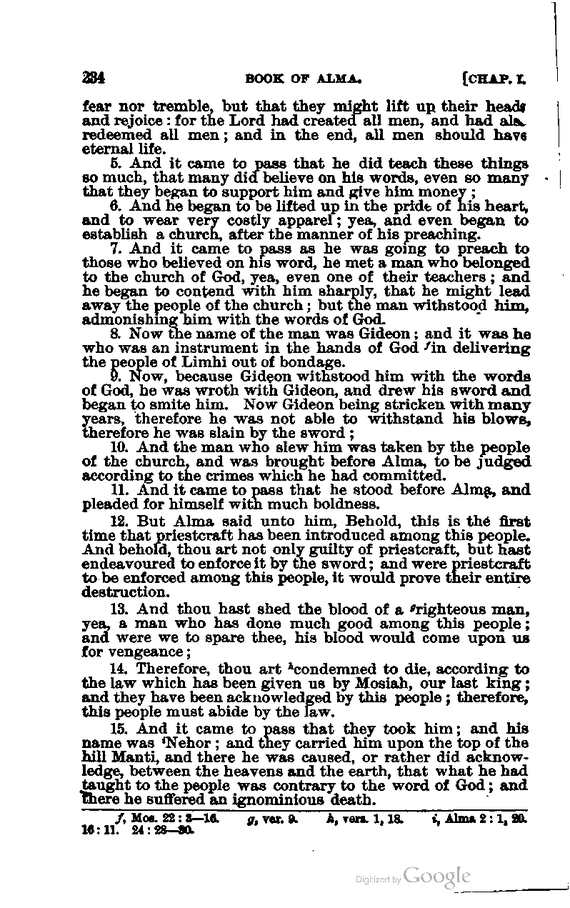 234 BOOK OF ALMA. [CHAP. I.
fear nor tremble, but that they might lift up their heads
and rejoice : for the Lord had created all men, and had
redeemed all men ; and in the end, all men should have
eternal life.
5. And it came to pass that he did teach these things
so much, that many did believe on his words, even so many
that they began to support him and give him money ;
6. And he began to be lifted up in the pride of his heart,
and to wear very costly apparel ; yea, and even began to
establish a church, after the manner of his preaching.
7. And it came to pass as he was going to preach to
those who believed on his word, he met a man who belonged
to the church of God, yea, even one of their teachers ; and
he began to contend with him sharply, that he might lead
away the people of the church ; but the man withstood him,
admonishing him with the words of God.
8. Now the name of the man was Gideon ; and it was he
who was an instrument in the hands of God f in delivering
the people of Limhi out of bondage.
9. Now, because Gideon withstood him with the words
of God, he was wroth with Gideon, and drew his sword and
began to smite him. Now Gideon being stricken with many
years, therefore he was not able to withstand his blows,
therefore he was slain by the sword ;
10. And the man who slew him was taken by the people
of the church, and was brought before Alma, to be judged
according to the crimes which he had committed.
11. And it came to pass that he stood before Alma, and
pleaded for himself with much boldness.
12. But Alma said unto him, Behold, this is the first
time that priestcraft has been introduced among this people.
And behold, thou art not only guilty of priestcraft, but hast
endeavoured to enforce it by the sword ; and were priestcraft
to be enforced among this people, it would prove their entire
destruction.
13. And thou hast shed the blood of a g righteous man,
yea, a man who has done much good among this people ;
and were we to spare thee, his blood would come upon us
for vengeance ;
14. Therefore, thou art h condemned to die, according to
the law which has been given us by Mosiah, our last king ;
and they have been acknowledged by this people ; therefore,
this people must abide by the law.
15. And it came to pass that they took him ; and his
name was i Nehor ; and they carried him upon the top of the
hill Manti, and there he was caused, or rather did acknow-
ledge, between the heavens and the earth, that what he had
taught to the people was contrary to the word of God ; and
there he suffered an ignominious death.
f, Mos. 22 : 3—16. g, ver. 9. h, vers. 1, 18. i, Alma 2 : 1, 20.
16 : 11. 24 : 28—30.
Digitized by Google